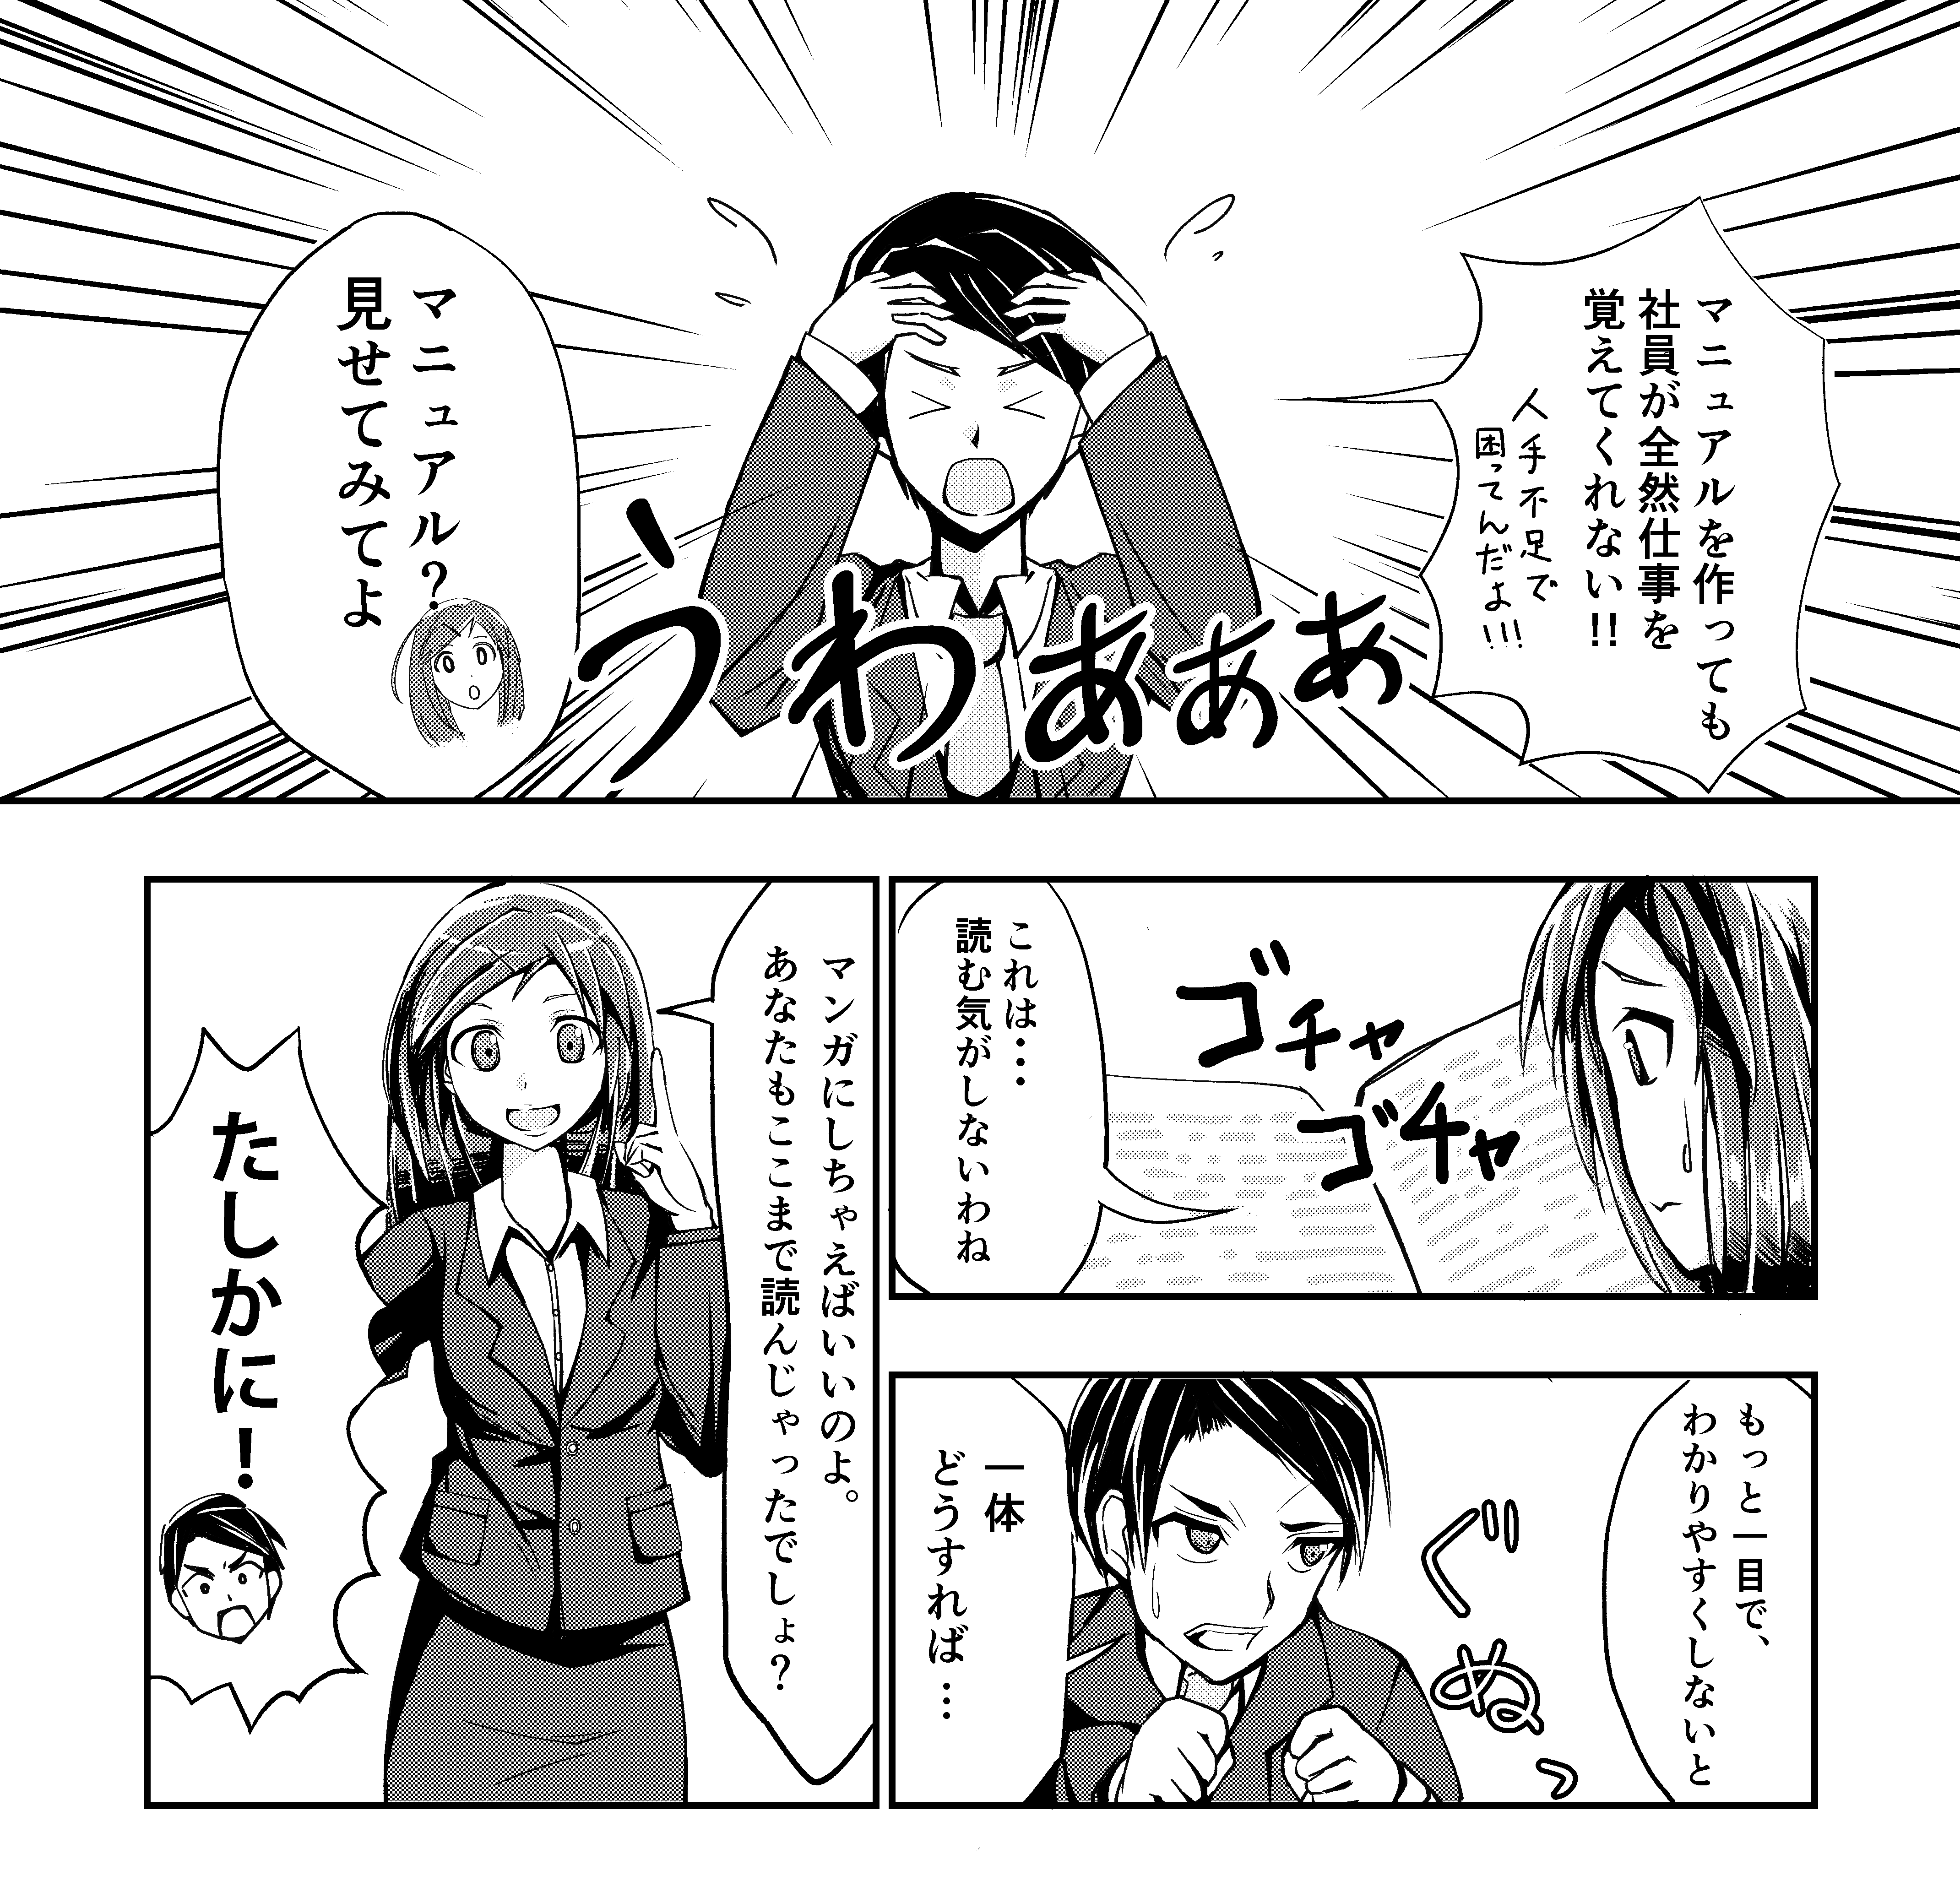 マニュアルを作っても
社員が全然仕事を
覚えてくれない!!
人手不足で
困ってんだよ!!!
うわぁぁぁ
マニュアル?
見せてみてよ
ゴチャ
ゴチャ
これは…
読む気がしないわね
もっと一目で、
わかりやすくしないと
ぐぬっ
一体
どうすれば…
マンガにしちゃえばいいのよ。
あなたもここまで読んじゃったでしょ?
たしかに!